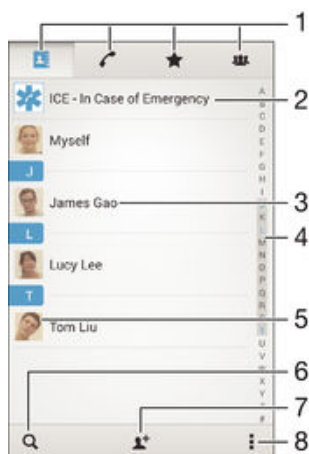 1
ICE - In Case of Emergency
2
Myself
J
James Gao
3
L
4
Lucy Lee
T
Tom Liu
5
6
7
8
A
B
C
D
E
F
G
H
I
J
K
L
M
N
O
P
Q
R
S
T
U
V
W
X
Y
#